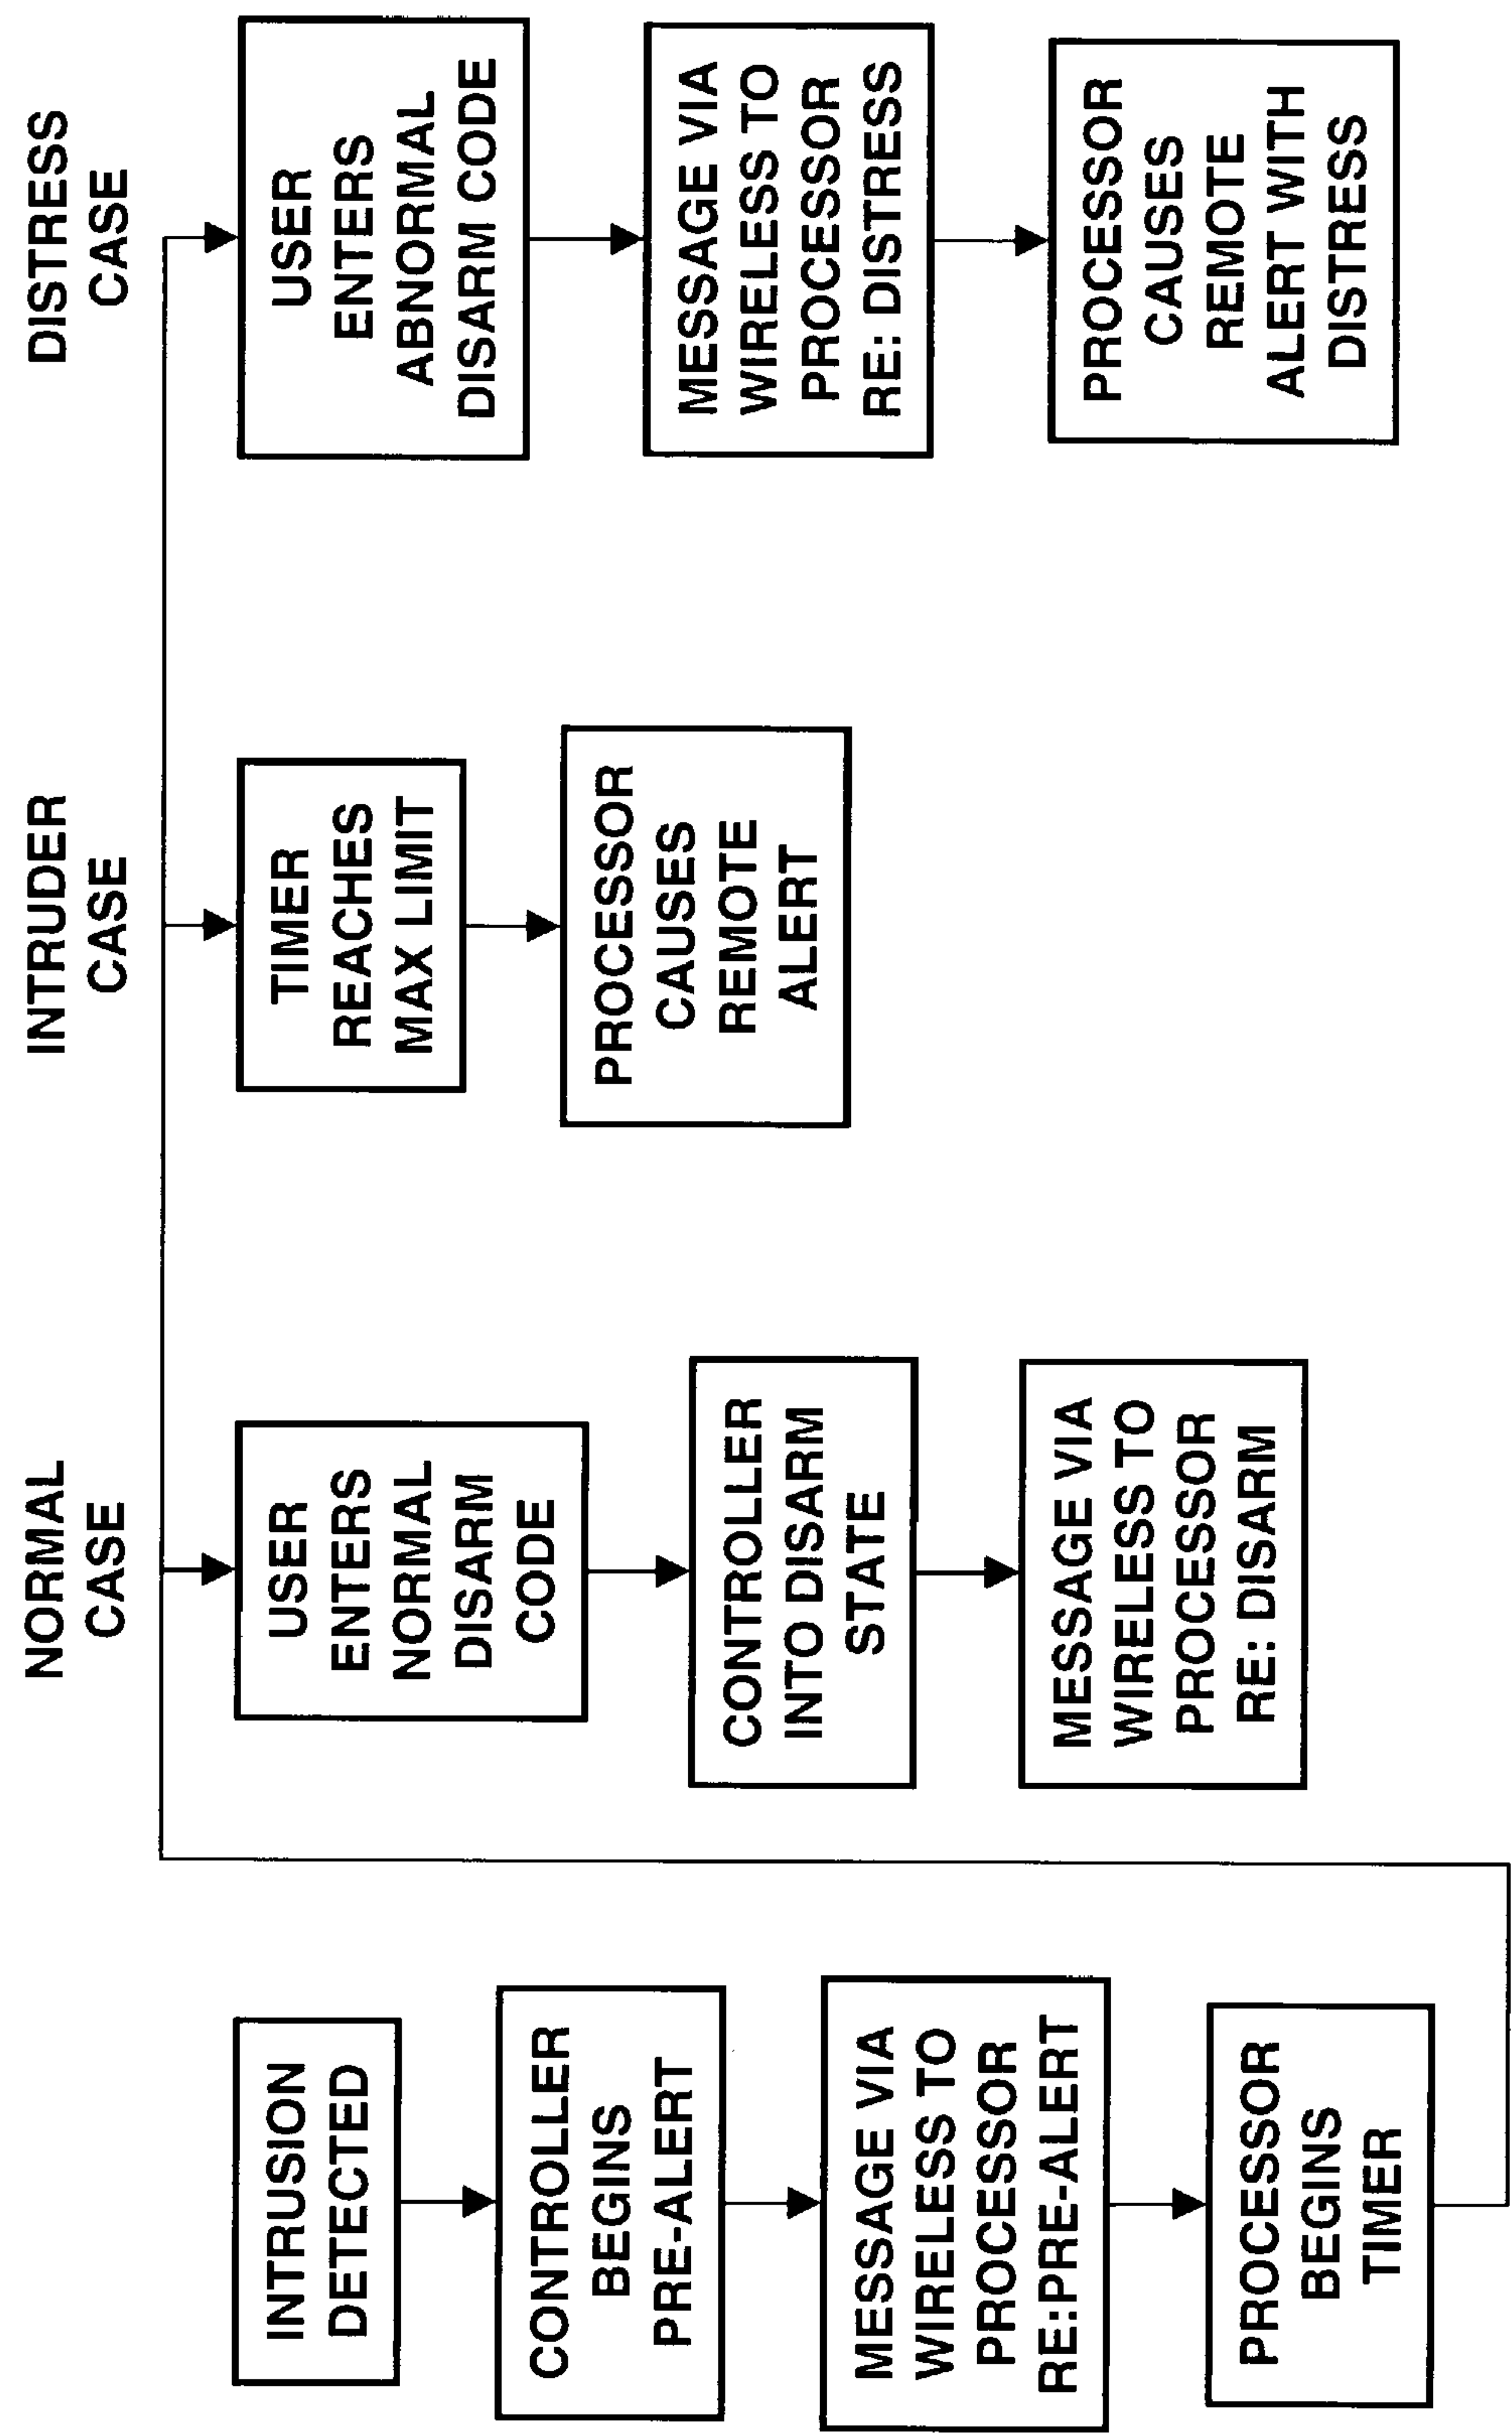 INTRUSION
DETECTED
CONTROLLER
BEGINS
PRE-ALERT
MESSAGE VIA
WIRELESS TO
PROCESSOR
RE:PRE-ALERT
PROCESSOR
BEGINS
TIMER
NORMAL
CASE
USER
ENTERS
NORMAL
DISARM
CODE
CONTROLLER
INTO DISARM
STATE
MESSAGE VIA
WIRELESS TO
PROCESSOR
RE: DISARM
INTRUDER
CASE
TIMER
REACHES
MAX LIMIT
PROCESSOR
CAUSES
REMOTE
ALERT
DISTRESS
CASE
USER
ENTERS
ABNORMAL
DISARM CODE
MESSAGE VIA
WIRELESS TO
PROCESSOR
RE: DISTRESS
PROCESSOR
CAUSES
REMOTE
ALERT WITH
DISTRESS